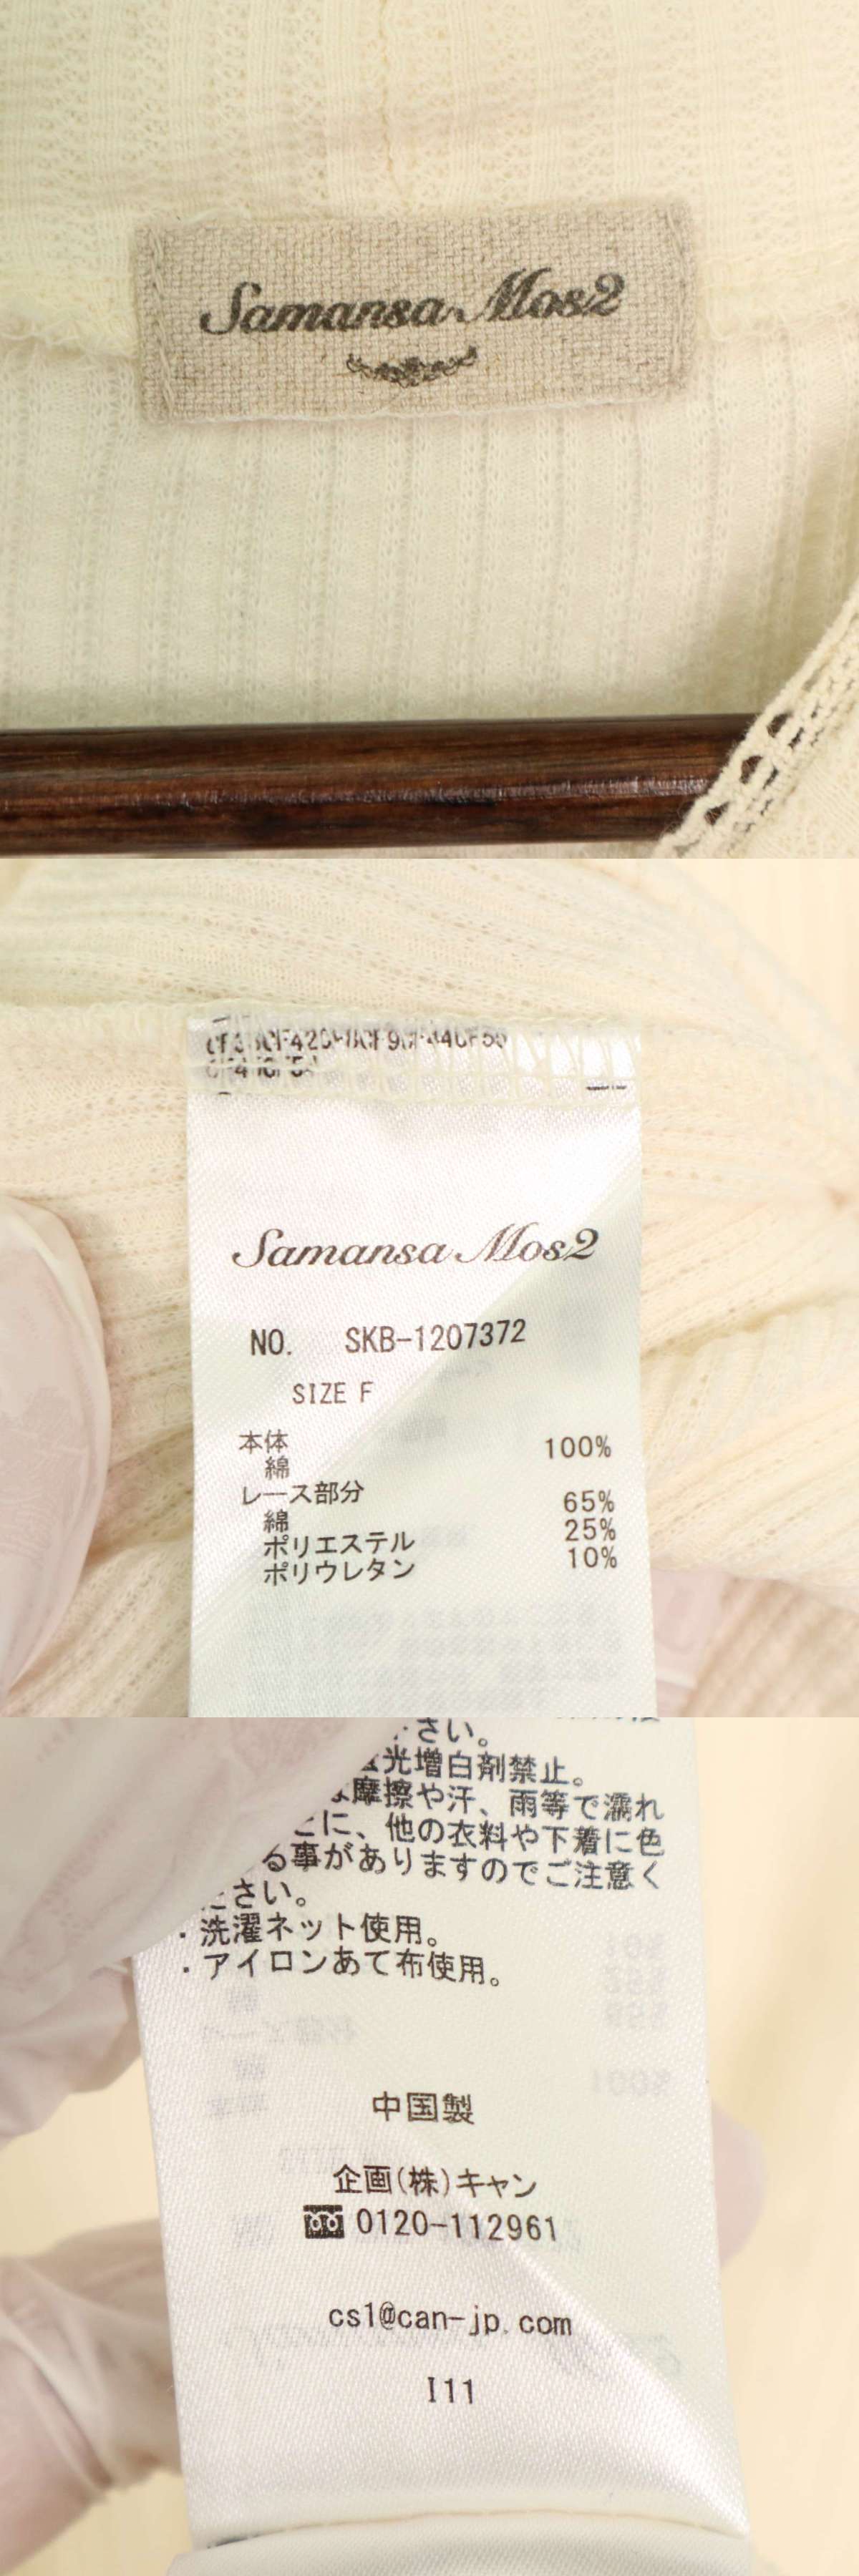 Samansa Mos2
Samansa Mos2
NO. SKB-1207372
SIZE F
本体
綿 100%
レース部分
綿 65%
ポリエステル 25%
ポリウレタン 10%
さい。
光増白剤禁止。
摩擦や汗、雨等で濡れ
に、他の衣料や下着に色
る事がありますのでご注意く
ださい。
・洗濯ネット使用。
・アイロンあて布使用。
中国製
企画(株)キャン
0120-112961
cs1@can-jp.com
I11